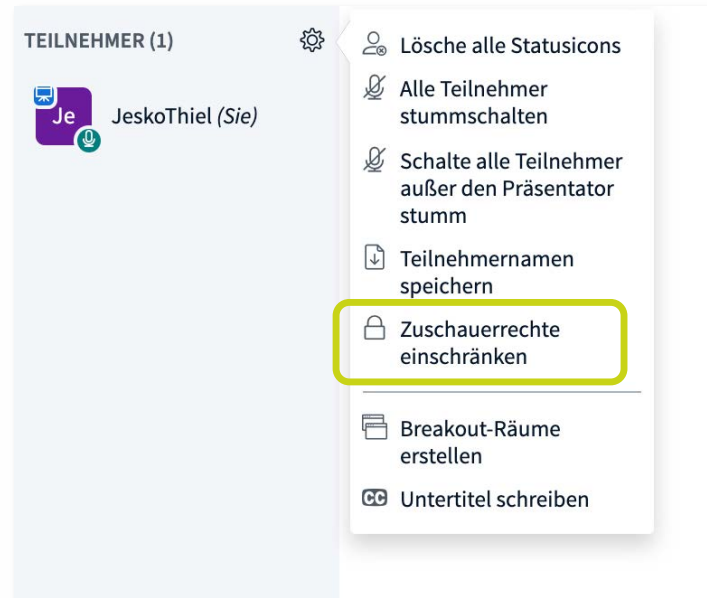 TEILNEHMER (1)
Je
JeskoThiel (Sie)
Lösche alle Statusicons
Alle Teilnehmer
stummschalten
Schalte alle Teilnehmer
außer den Präsentator
stumm
Teilnehmernamen
speichern
Zuschauerrechte
einschränken
Breakout-Räume
erstellen
CC Untertitel schreiben